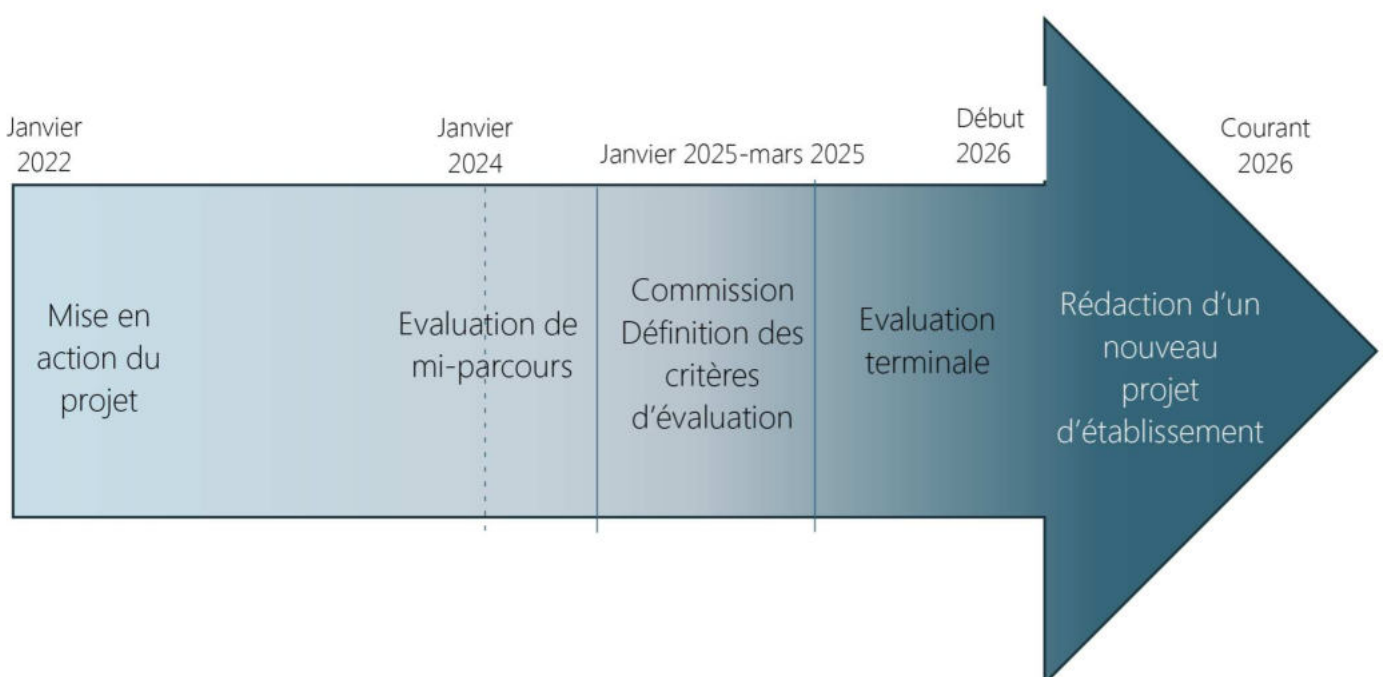 Janvier
2022
Janvier
2024
Janvier 2025-mars 2025
Début
2026
Courant
2026
Mise en
action du
projet
Evaluation de
mi-parcours
Commission
Définition des
critères
d'évaluation
Evaluation
terminale
Rédaction d'un
nouveau
projet
d'établissement